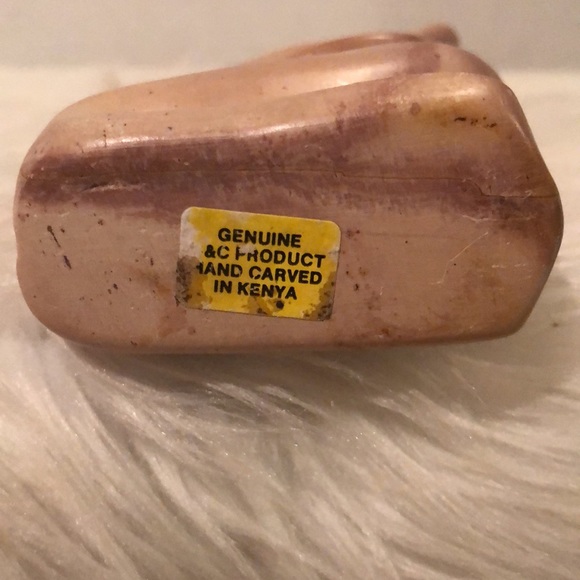 GENUINE
&C PRODUCT
HAND CARVED
IN KENYA